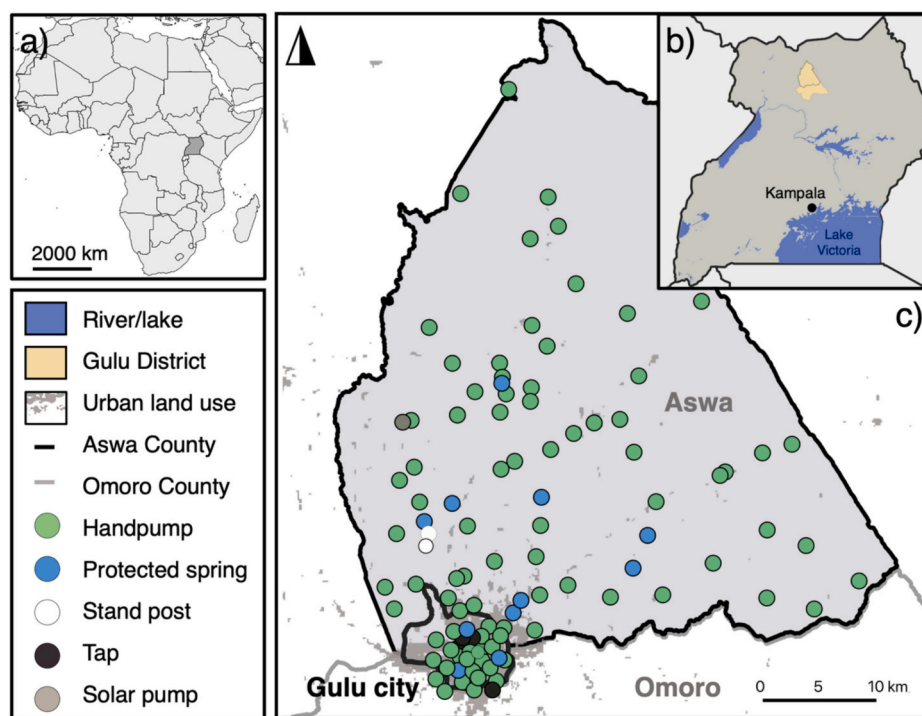 a)
2000 km
b)
Kampala
Lake
Victoria
c)
Aswa
Gulu city
Omoro
0 5 10 km
River/lake
Gulu District
Urban land use
Aswa County
Omoro County
Handpump
Protected spring
Stand post
Tap
Solar pump